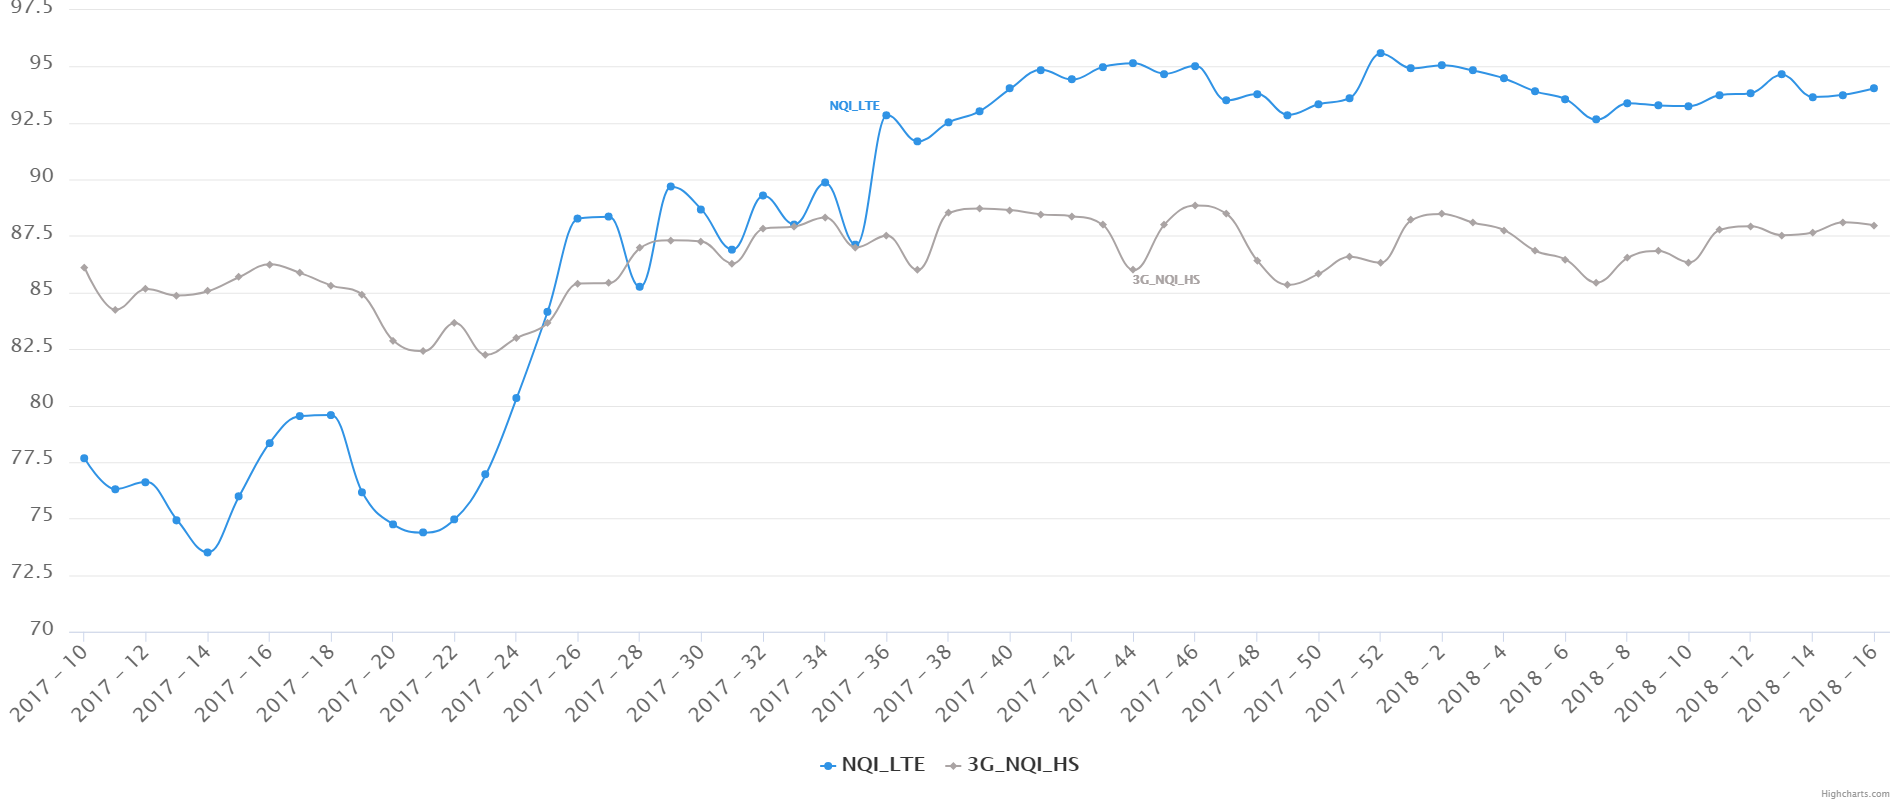 97.5
95
92.5
90
87.5
85
82.5
80
77.5
75
72.5
70
NQI_LTE
3G_NQI_HS
2017 – 10
2017 – 12
2017 – 14
2017 – 16
2017 – 18
2017 – 20
2017 – 22
2017 – 24
2017 – 26
2017 – 28
2017 – 30
2017 – 32
2017 – 34
2017 – 36
2017 – 38
2017 – 40
2017 – 42
2017 – 44
2017 – 46
2017 – 48
2017 – 50
2017 – 52
2018 – 2
2018 – 4
2018 – 6
2018 – 8
2018 – 10
2018 – 12
2018 – 14
2018 – 16
NQI_LTE 3G_NQI_HS
Highcharts.com